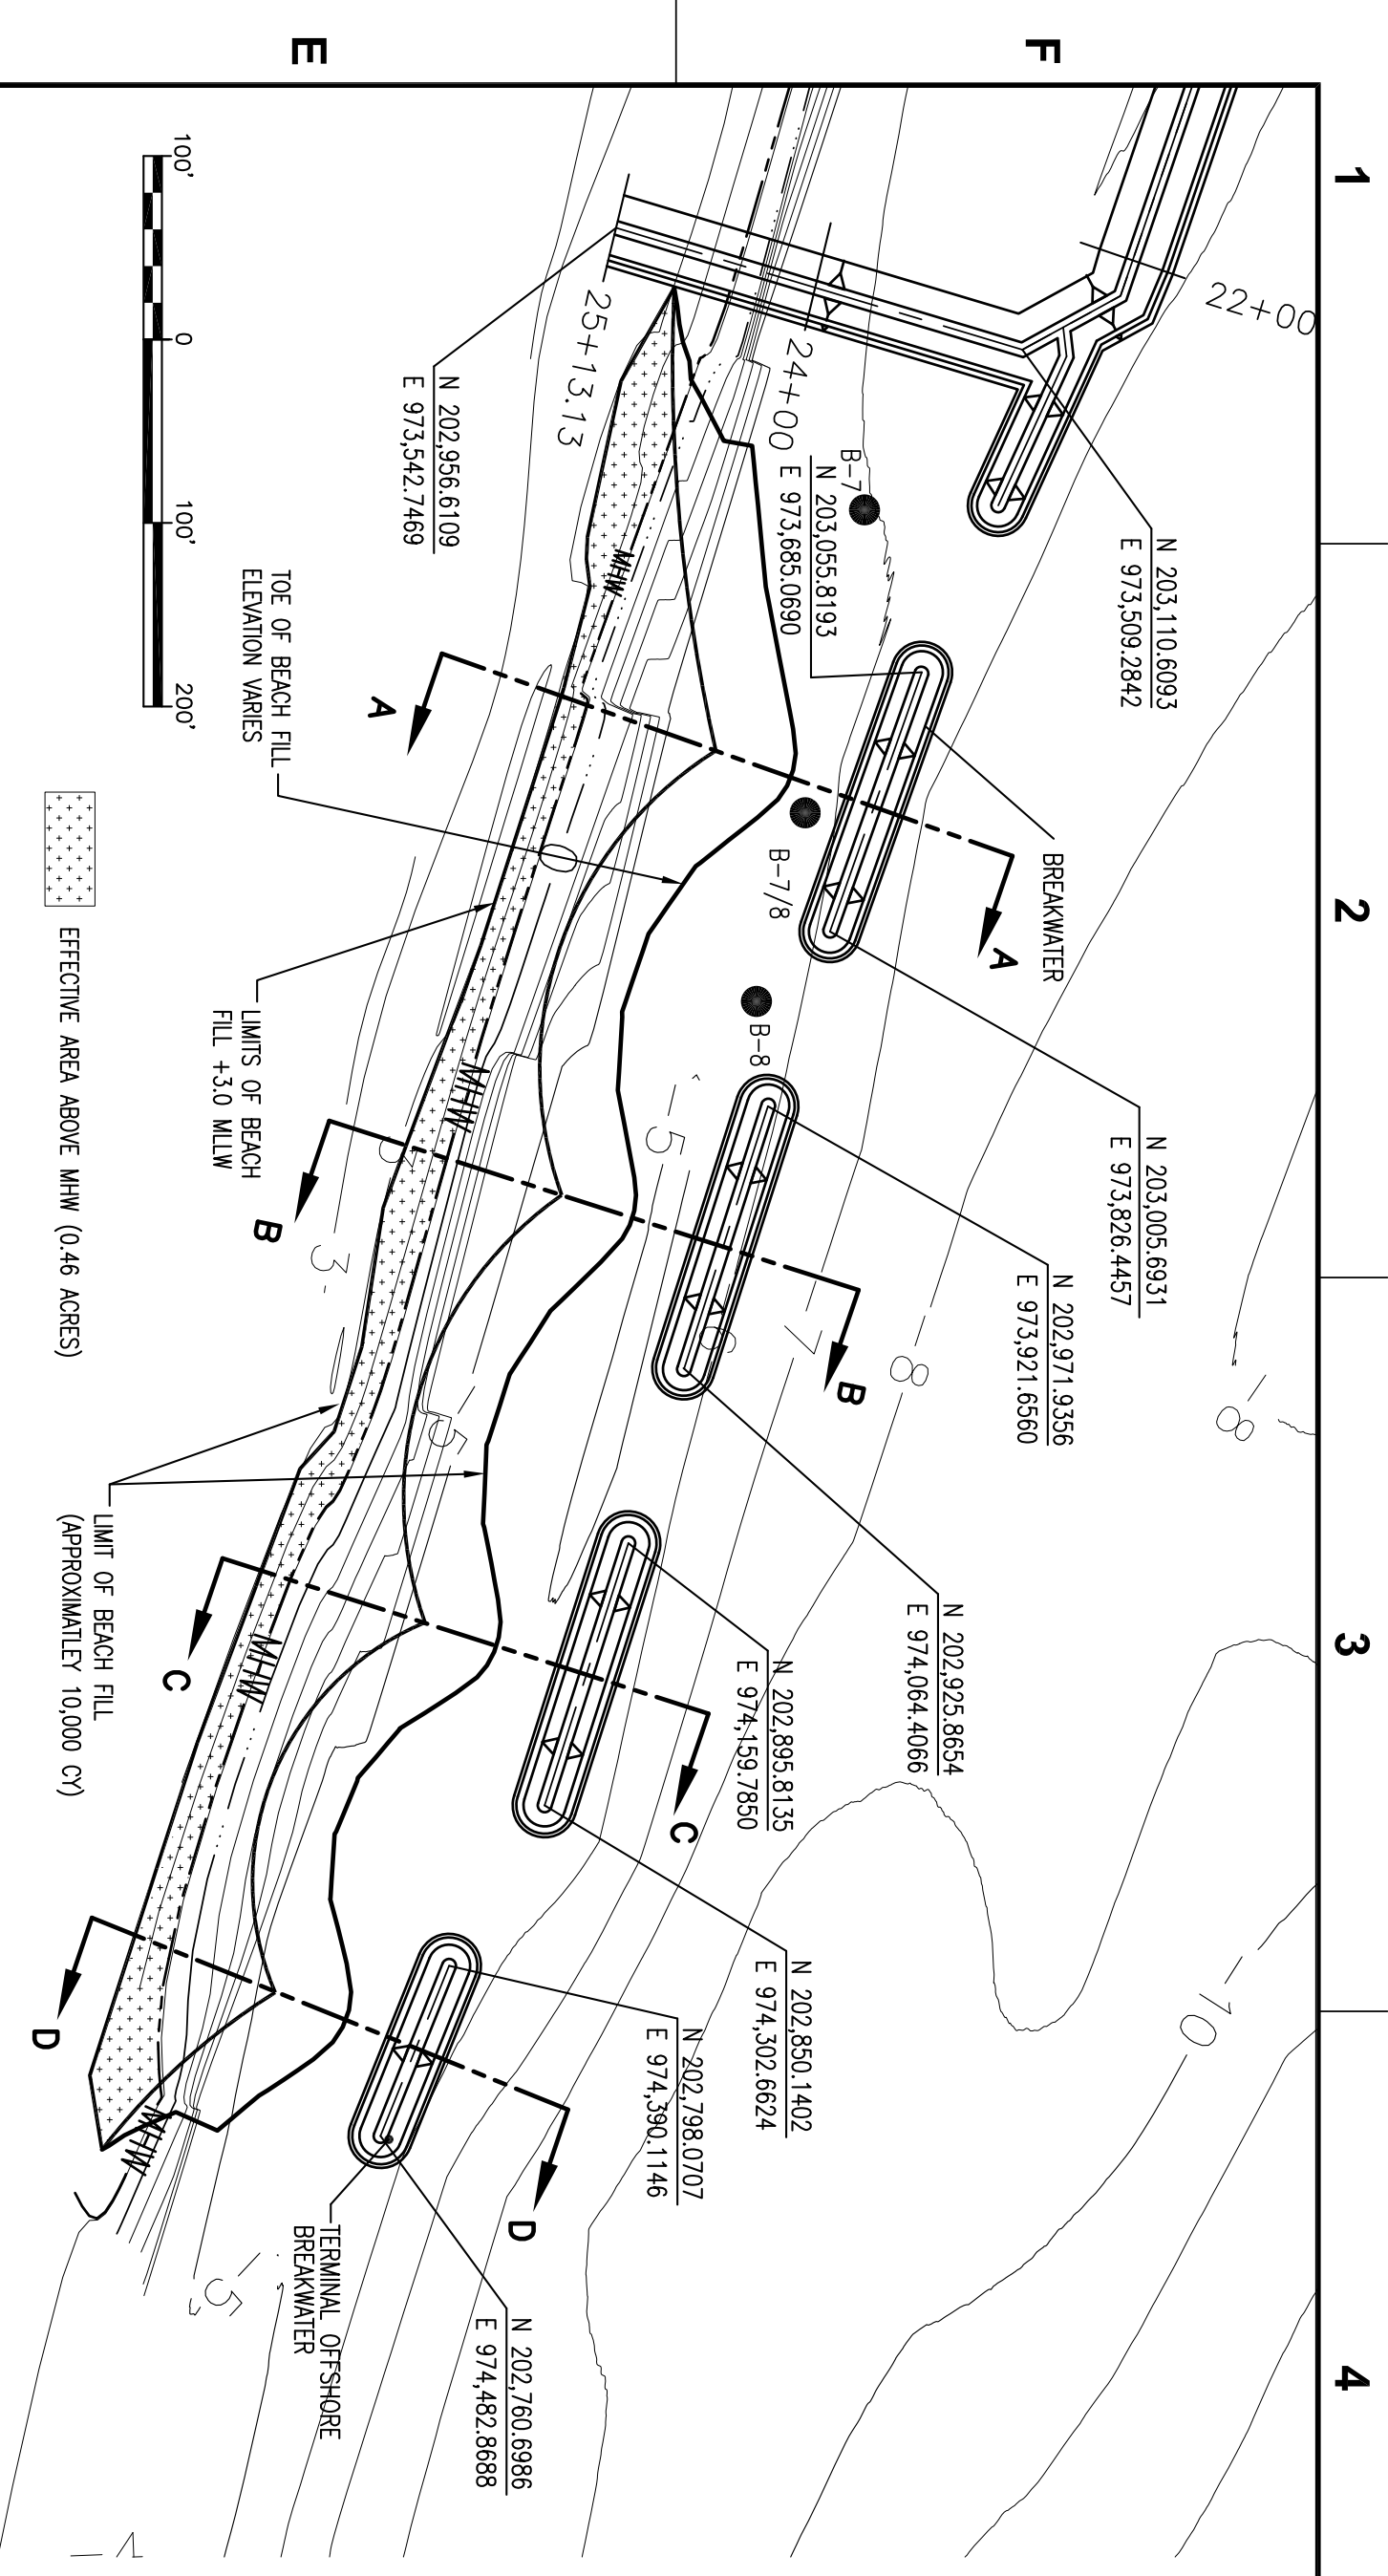 1
2
3
4
F
E
22+00
24+00
25+13.13
N 203,110.6093
E 973,509.2842
N 202,956.6109
E 973,542.7469
B-7
N 203,055.8193
E 973,685.0690
BREAKWATER
B-7/8
B-8
N 203,005.6931
E 973,826.4457
N 202,971.9356
E 973,921.6560
N 202,925.8654
E 974,064.4066
N 202,895.8135
E 974,159.7850
N 202,850.1402
E 974,302.6624
N 202,798.0707
E 974,390.1146
N 202,760.6986
E 974,482.8688
TERMINAL OFFSHORE
BREAKWATER
A
A
B
B
C
C
D
D
MHW
MHW
MHW
MHW
0
-3-
-5-
-5-
-5-
6
-7-
-8-
-8-
-10-
TOE OF BEACH FILL
ELEVATION VARIES
LIMITS OF BEACH
FILL +3.0 MLLW
LIMIT OF BEACH FILL
(APPROXIMATLEY 10,000 CY)
100'
0
100'
200'
EFFECTIVE AREA ABOVE MHW (0.46 ACRES)